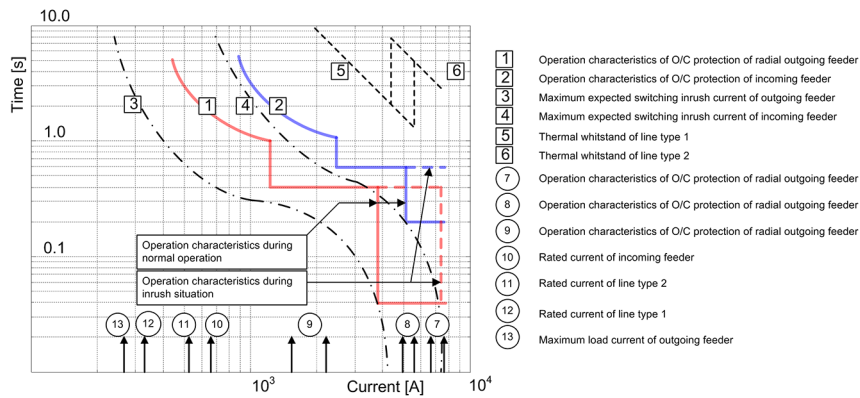 10.0
Time [s]
1.0
0.1
5
6
3
1
4
2
Operation characteristics during
normal operation
Operation characteristics during
inrush situation
13
12
11
10
9
8
7
10³
Current [A]
10⁴
1 Operation characteristics of O/C protection of radial outgoing feeder
2 Operation characteristics of O/C protection of incoming feeder
3 Maximum expected switching inrush current of outgoing feeder
4 Maximum expected switching inrush current of incoming feeder
5 Thermal whitstand of line type 1
6 Thermal whitstand of line type 2
7 Operation characteristics of O/C protection of radial outgoing feeder
8 Operation characteristics of O/C protection of radial outgoing feeder
9 Operation characteristics of O/C protection of radial outgoing feeder
10 Rated current of incoming feeder
11 Rated current of line type 2
12 Rated current of line type 1
13 Maximum load current of outgoing feeder